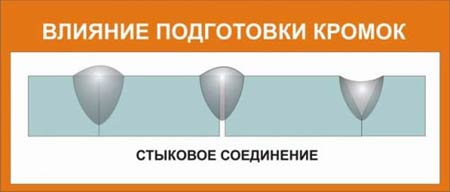 ВЛИЯНИЕ ПОДГОТОВКИ КРОМОК
СТЫКОВОЕ СОЕДИНЕНИЕ